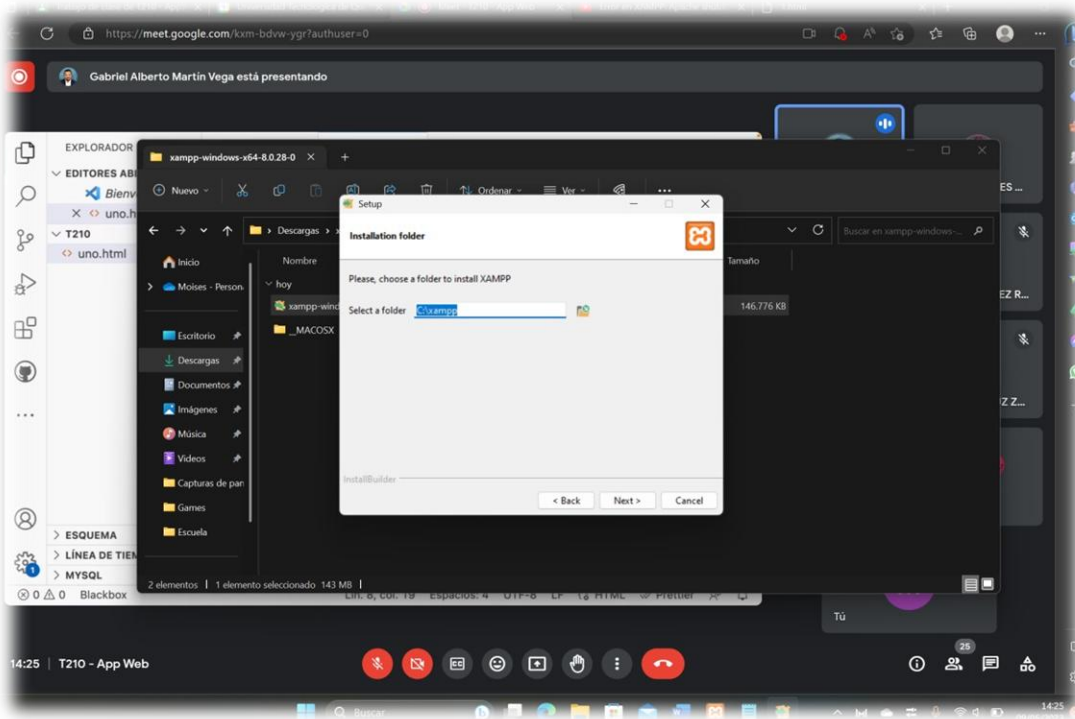 https://meet.google.com/kxm-bdvw-ygr?authuser=0
Gabriel Alberto Martín Vega está presentando
EXPLORADOR
EDITORES
uno.h
T210
uno.html
ESQUEMA
LÍNEA DE
MYSQL
0 0 Blackbox
xampp-windows-x64-8.0.28-0
Nuevo
Ordenar
Ver
Descargas
Buscar en xampp-windows-...
Inicio
Moises - Person
Escritorio
Descargas
Documentos
Imágenes
Música
Videos
Capturas de pan
Games
Escuela
Nombre
Tamaño
hoy
xampp-wind
146.776 KB
_MACOSX
Setup
Installation folder
Please, choose a folder to install XAMPP
Select a folder C:\xampp
InstallBuilder
< Back Next > Cancel
2 elementos 1 elemento seleccionado 143 MB
Lín. 8, col. 19 Espacios: 4 UTF-8 LF HTML Prettier
ES ...
EZ R...
Z Z...
Tú
14:25 T210 - App Web
25
Buscar
14:25